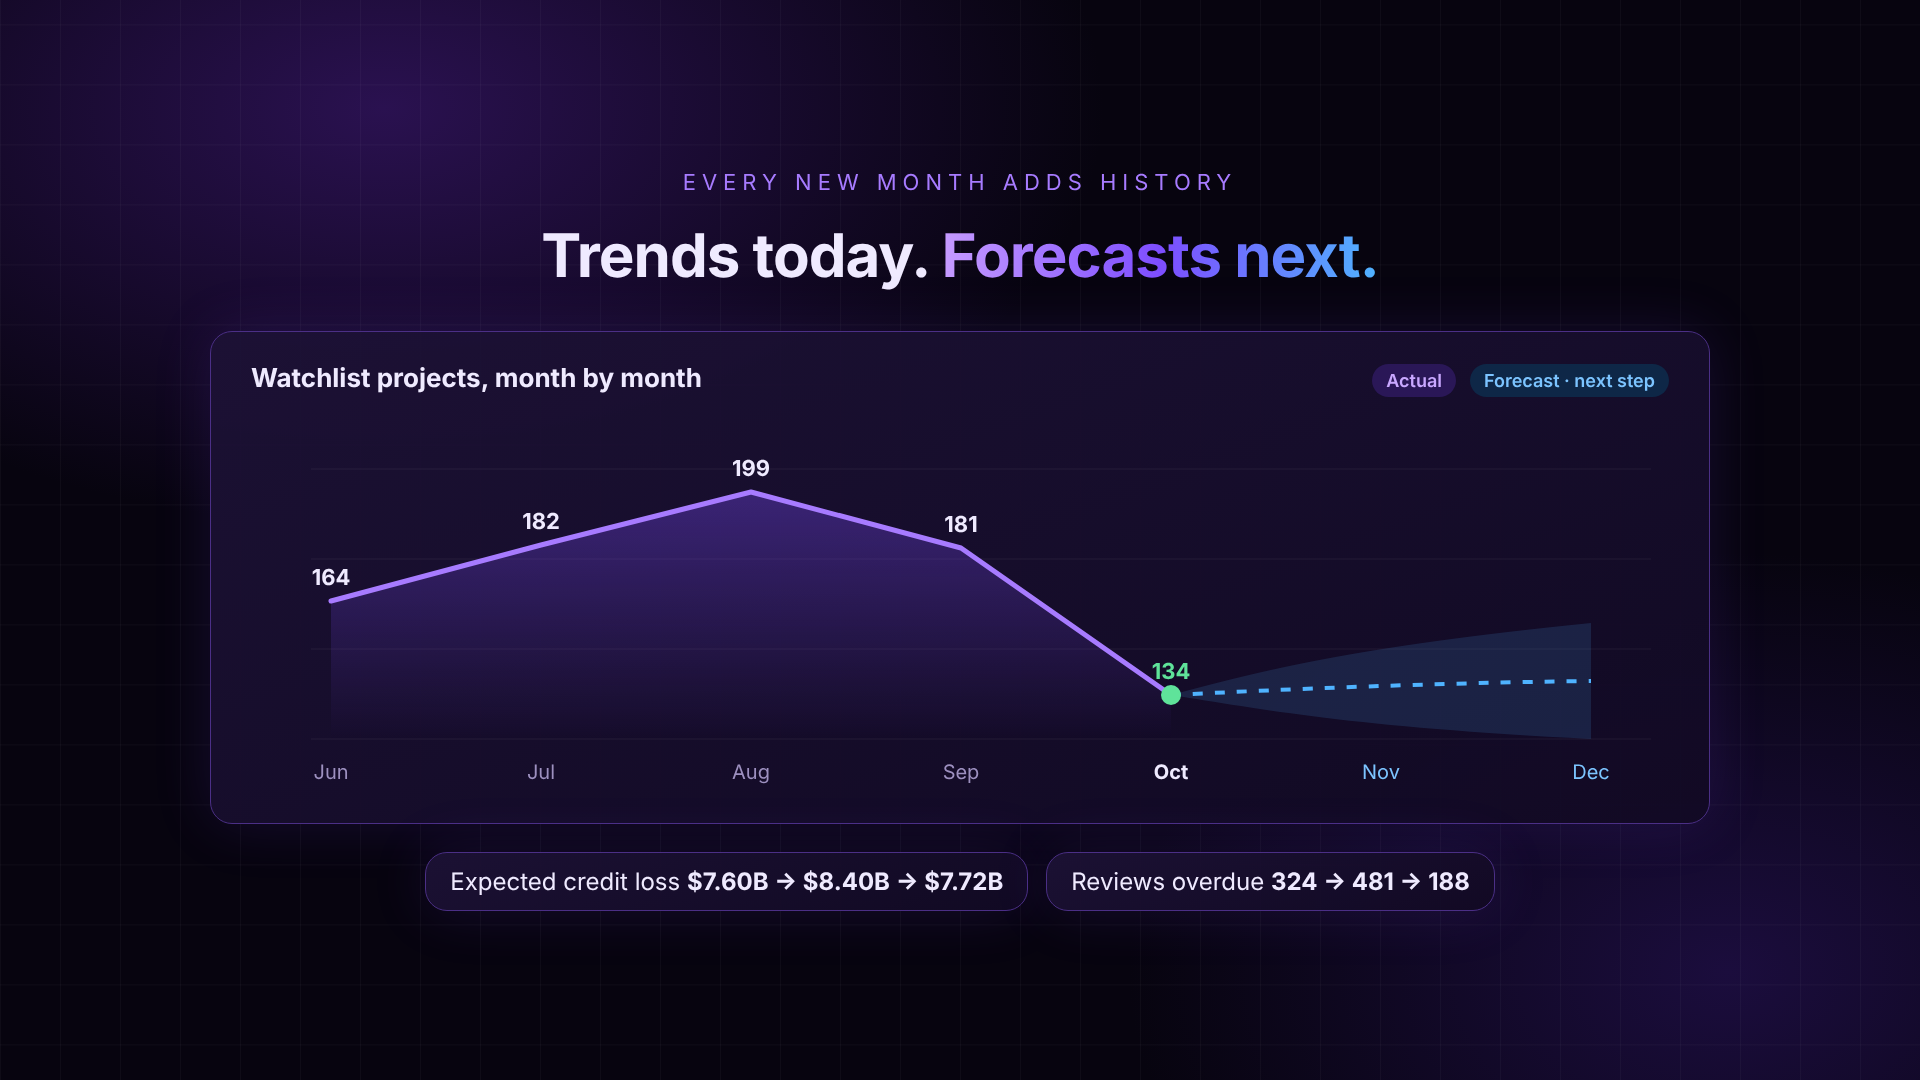 EVERY NEW MONTH ADDS HISTORY
Trends today. Forecasts next.
Watchlist projects, month by month
Actual
Forecast · next step
164
182
199
181
134
Jun
Jul
Aug
Sep
Oct
Nov
Dec
Expected credit loss $7.60B → $8.40B → $7.72B
Reviews overdue 324 → 481 → 188